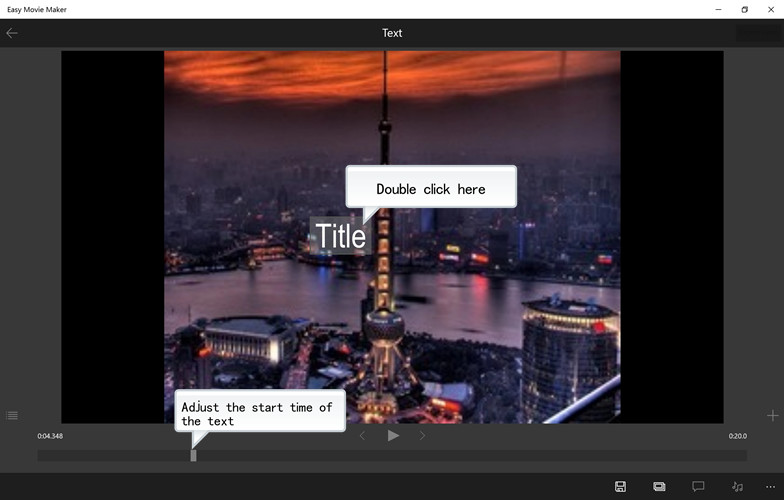 Easy Movie Maker
Text
Double click here
Title
Adjust the start time of
the text
0:04.348
0:20.0